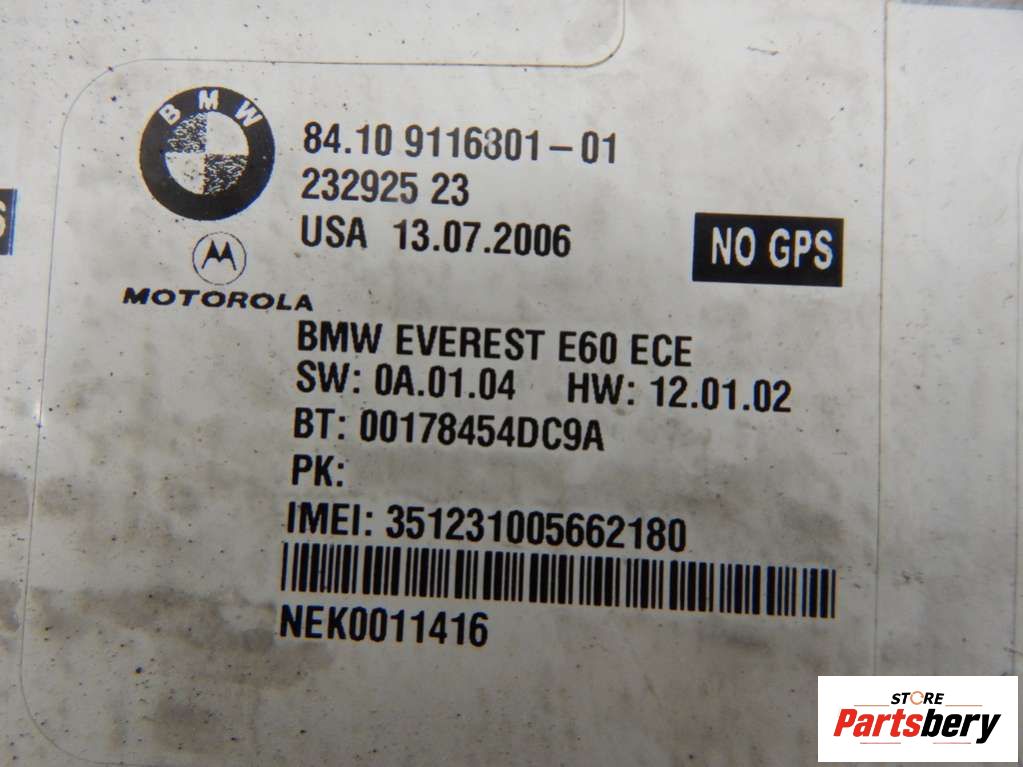 BMW
84.10 9116801-01
232925 23
USA 13.07.2006
NO GPS
MOTOROLA
BMW EVEREST E60 ECE
SW: 0A.01.04 HW: 12.01.02
BT: 00178454DC9A
PK:
IMEI: 351231005662180
NEK0011416
STORE
Partsbery